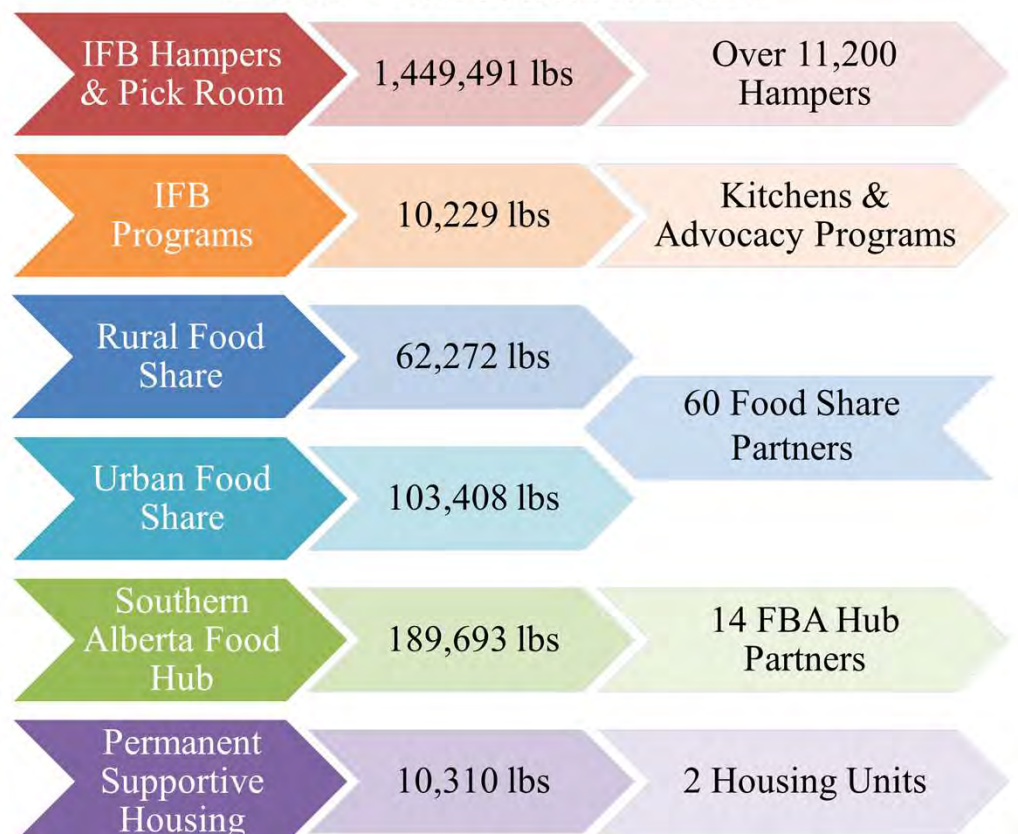 IFB Hampers
& Pick Room
1,449,491 lbs
Over 11,200
Hampers
IFB
Programs
10,229 lbs
Kitchens &
Advocacy Programs
Rural Food
Share
62,272 lbs
60 Food Share
Partners
Urban Food
Share
103,408 lbs
Southern
Alberta Food
Hub
189,693 lbs
14 FBA Hub
Partners
Permanent
Supportive
Housing
10,310 lbs
2 Housing Units